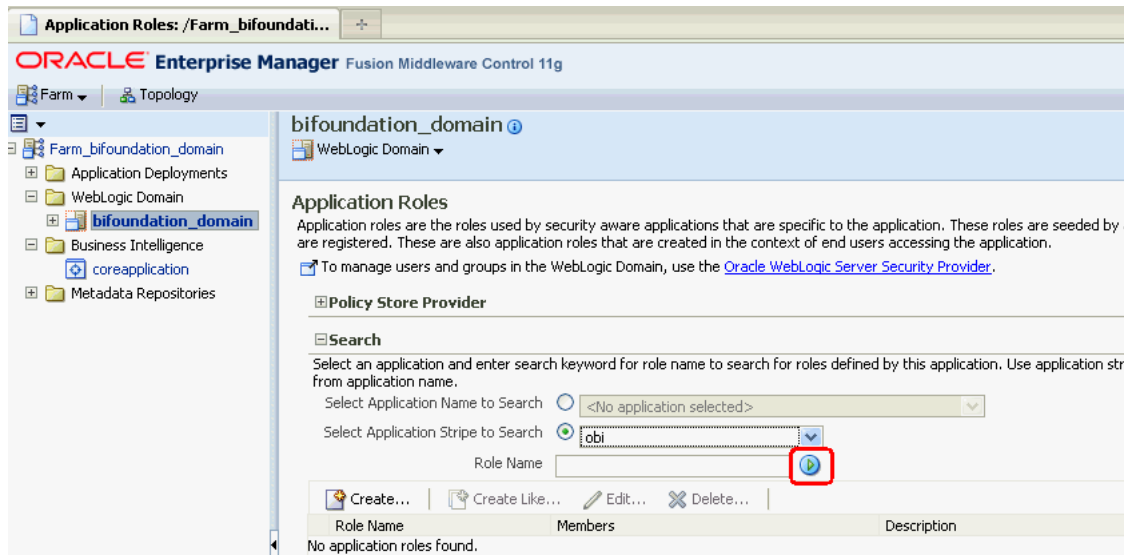 Application Roles: /Farm_bifoundati...
ORACLE Enterprise Manager Fusion Middleware Control 11g
Farm Topology
Farm_bifoundation_domain
Application Deployments
WebLogic Domain
bifoundation_domain
Business Intelligence
coreapplication
Metadata Repositories
bifoundation_domain
WebLogic Domain
Application Roles
Application roles are the roles used by security aware applications that are specific to the application. These roles are seeded by
are registered. These are also application roles that are created in the context of end users accessing the application.
To manage users and groups in the WebLogic Domain, use the Oracle WebLogic Server Security Provider.
Policy Store Provider
Search
Select an application and enter search keyword for role name to search for roles defined by this application. Use application str
from application name.
Select Application Name to Search <No application selected>
Select Application Stripe to Search obi
Role Name
Create... Create Like... Edit... Delete...
Role Name Members Description
No application roles found.